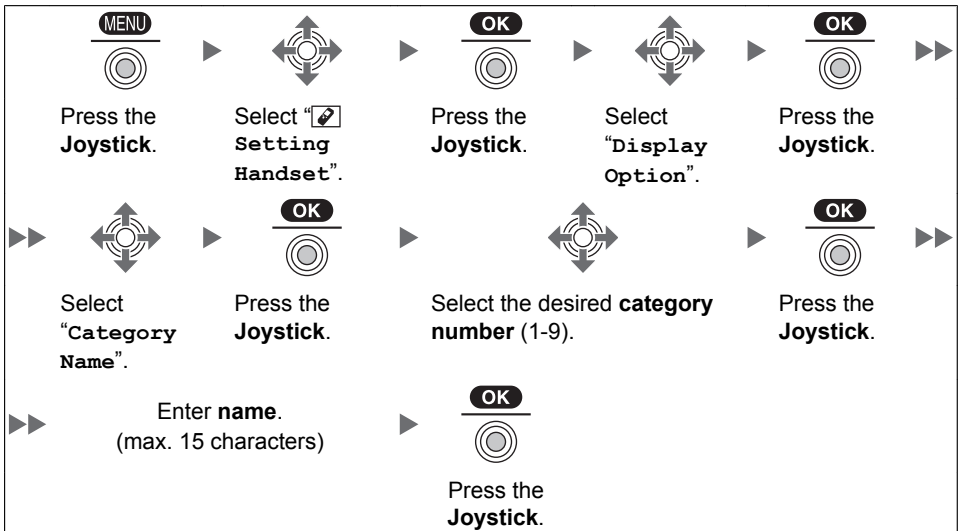 MENU
OK
OK
Press the
Joystick.
Select “
Setting
Handset”.
Press the
Joystick.
Select
“Display
Option”.
Press the
Joystick.
OK
OK
Select
“Category
Name”.
Press the
Joystick.
Select the desired category
number (1-9).
Press the
Joystick.
Enter name.
(max. 15 characters)
OK
Press the
Joystick.